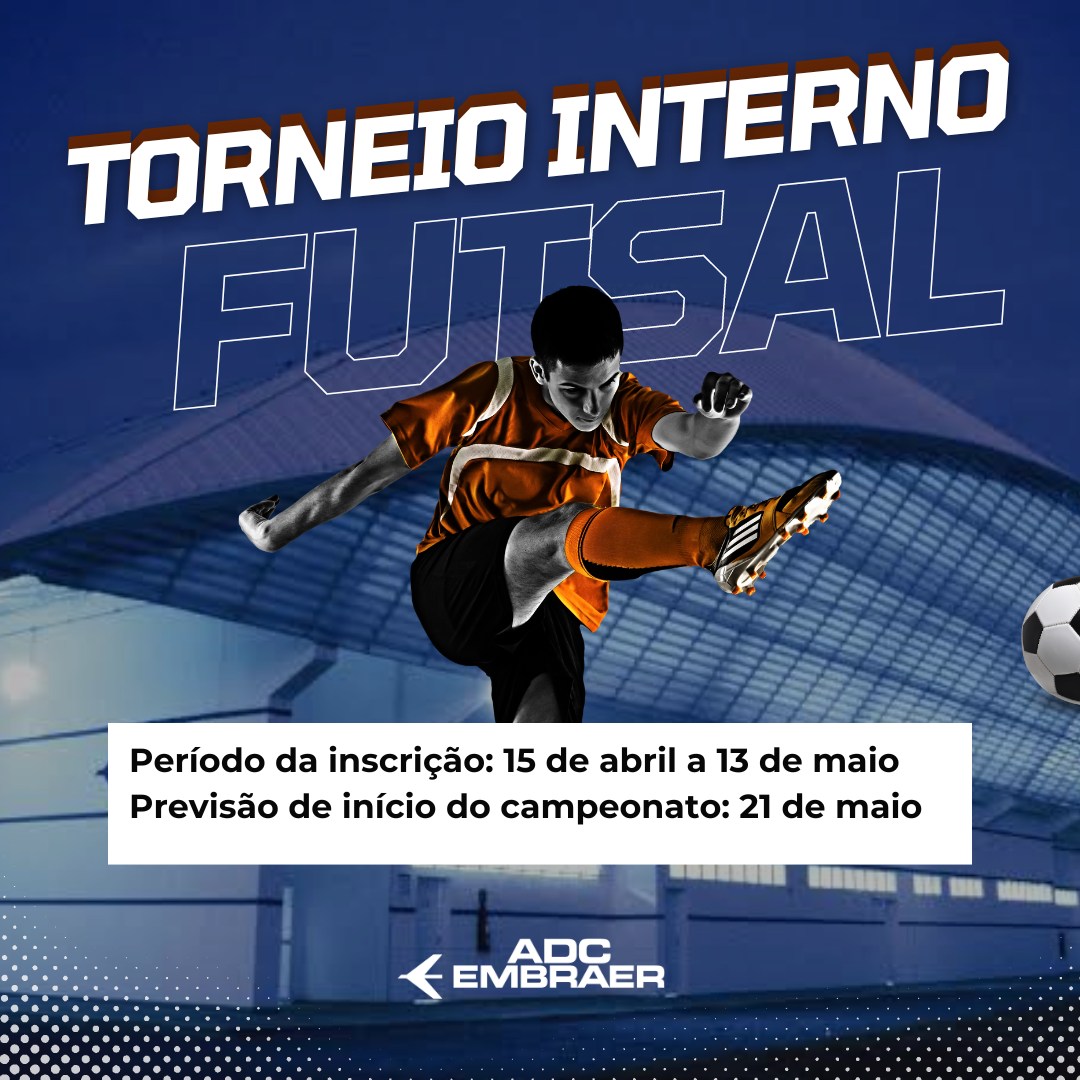 TORNEIO INTERNO
FUTSAL
Período da inscrição: 15 de abril a 13 de maio
Previsão de início do campeonato: 21 de maio
ADC
EMBRAER